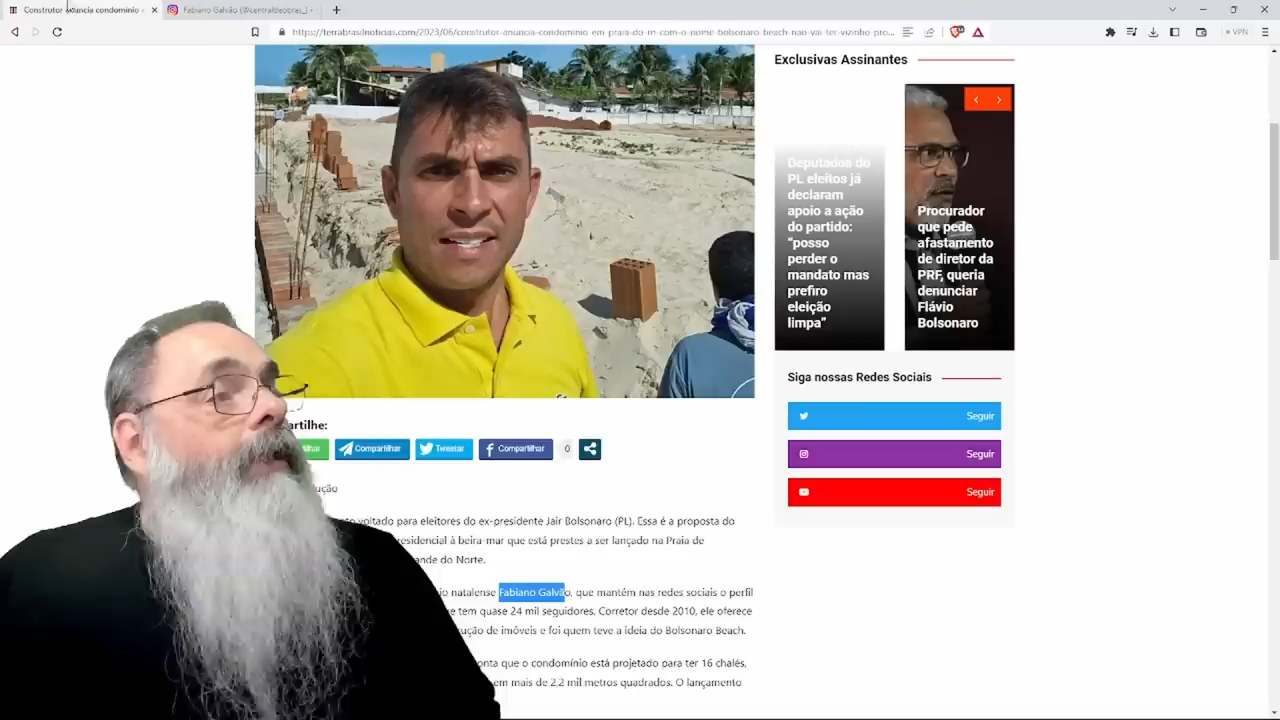 Fabiano Galvão (@centraldeobras_) -
https://terrabrasilnoticias.com/2023/06/construtor-anuncia-condominio-em-praia-do-rn-com-o-nome-bolsonaro-beach-nao-vai-ter-vizinho-pro...
VPN
Exclusivas Assinantes
Deputados do
PL eleitos já
declaram
apoio a ação
do partido:
“posso
perder o
mandato mas
prefiro
eleição
limpa”
Procurador
que pede
afastamento
de diretor da
PRF, queria
denunciar
Flávio
Bolsonaro
Siga nossas Redes Sociais
Seguir
Seguir
Seguir
artilhe:
Compartilhar
Tweetar
Compartilhar
0
ução
voltado para eleitores do ex-presidente Jair Bolsonaro (PL). Essa é a proposta do
esidencial à beira-mar que está prestes a ser lançado na Praia de
ande do Norte.
io natalense Fabiano Galvão, que mantém nas redes sociais o perfil
e tem quase 24 mil seguidores. Corretor desde 2010, ele oferece
rução de imóveis e foi quem teve a ideia do Bolsonaro Beach.
onta que o condomínio está projetado para ter 16 chalés,
em mais de 2,2 mil metros quadrados. O lançamento